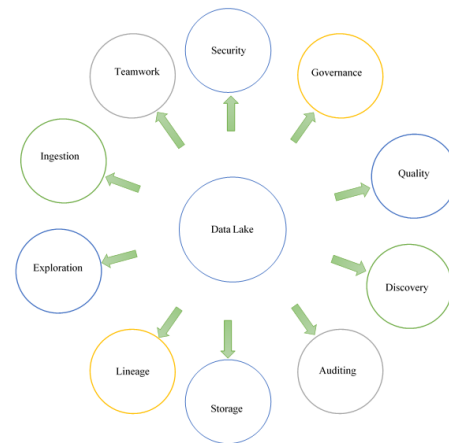 Security
Teamwork
Governance
Ingestion
Quality
Data Lake
Exploration
Discovery
Lineage
Auditing
Storage